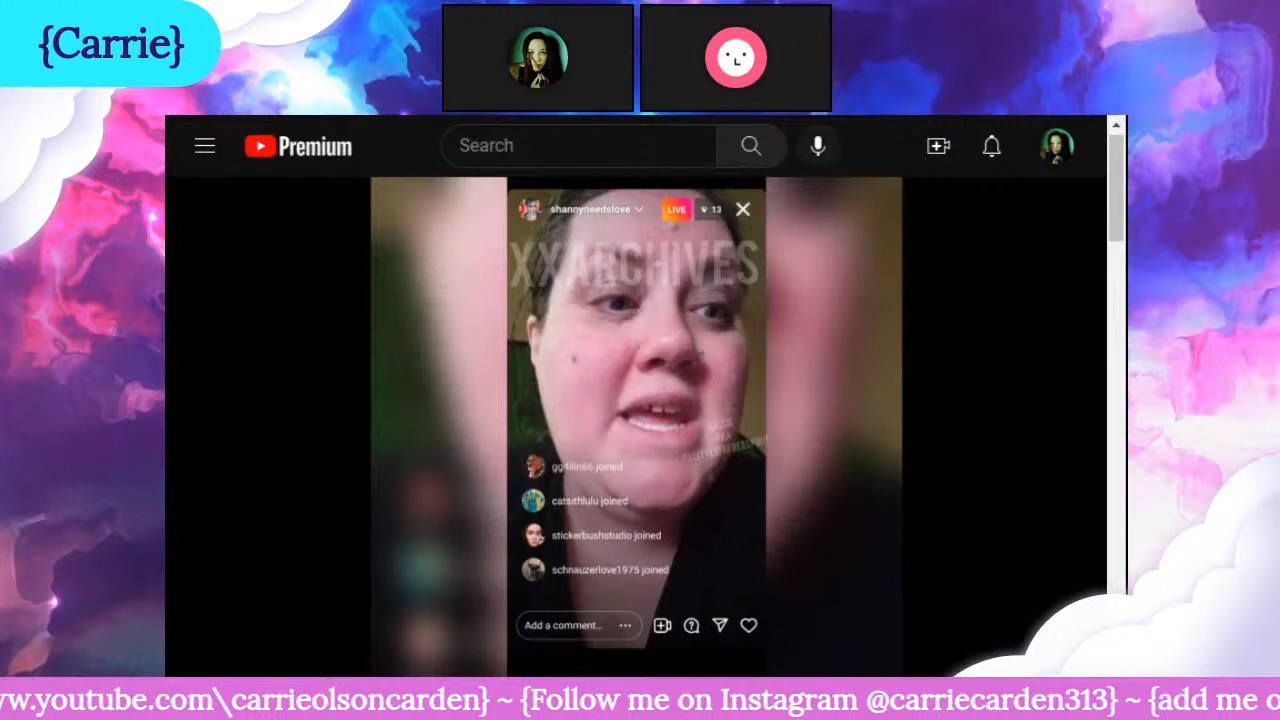 {Carrie}
Premium
Search
shannyneedslove
LIVE
13
XXARCHIVES
gg4ilin66 joined
catsithlulu joined
stickerbushstudio joined
schnauzerlove1975 joined
Add a comment...
ww.youtube.com\carrieolsoncarden} ~ {Follow me on Instagram @carriecarden313} ~ {add me o